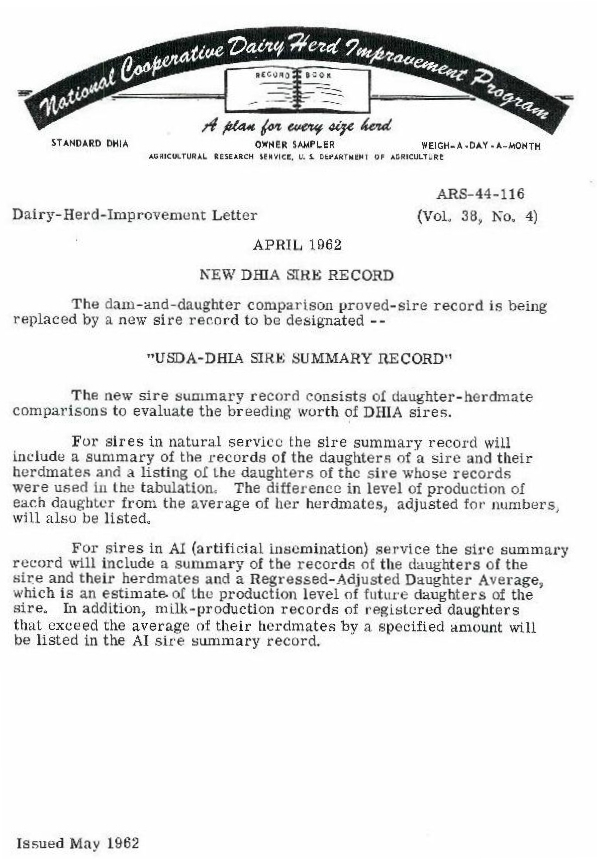 National Cooperative Dairy Herd Improvement Program
RECORD BOOK
A plan for every size herd
STANDARD DHIA OWNER SAMPLER WEIGH-A-DAY-A-MONTH
AGRICULTURAL RESEARCH SERVICE, U. S. DEPARTMENT OF AGRICULTURE
ARS-44-116
Dairy-Herd-Improvement Letter (Vol. 38, No. 4)
APRIL 1962
NEW DHIA SIRE RECORD
The dam-and-daughter comparison proved-sire record is being
replaced by a new sire record to be designated --
"USDA-DHIA SIRE SUMMARY RECORD"
The new sire summary record consists of daughter-herdmate
comparisons to evaluate the breeding worth of DHIA sires.
For sires in natural service the sire summary record will
include a summary of the records of the daughters of a sire and their
herdmates and a listing of the daughters of the sire whose records
were used in the tabulation. The difference in level of production of
each daughter from the average of her herdmates, adjusted for numbers,
will also be listed.
For sires in AI (artificial insemination) service the sire summary
record will include a summary of the records of the daughters of the
sire and their herdmates and a Regressed-Adjusted Daughter Average,
which is an estimate of the production level of future daughters of the
sire. In addition, milk-production records of registered daughters
that exceed the average of their herdmates by a specified amount will
be listed in the AI sire summary record.
Issued May 1962